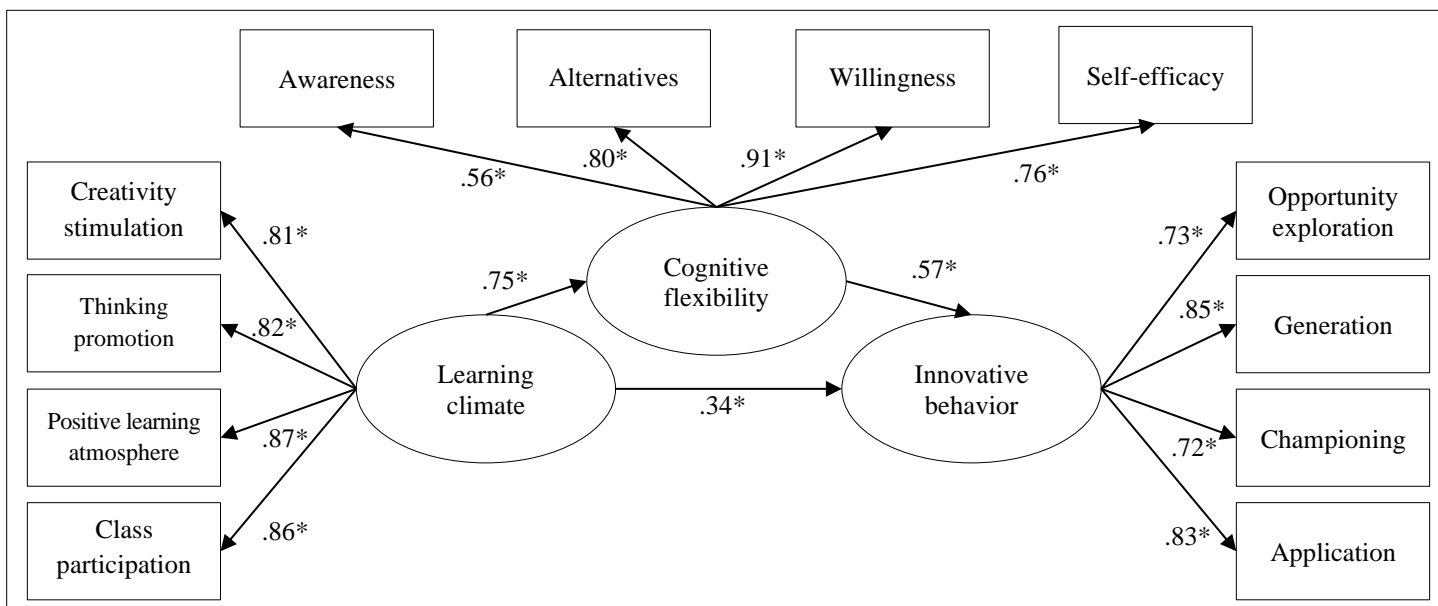 Awareness
Alternatives
Willingness
Self-efficacy
.56*
.80*
.91*
.76*
Creativity
stimulation
Thinking
promotion
Positive learning
atmosphere
Class
participation
.81*
.82*
.87*
.86*
Learning
climate
.75*
Cognitive
flexibility
.57*
.34*
Innovative
behavior
.73*
.85*
.72*
.83*
Opportunity
exploration
Generation
Championing
Application